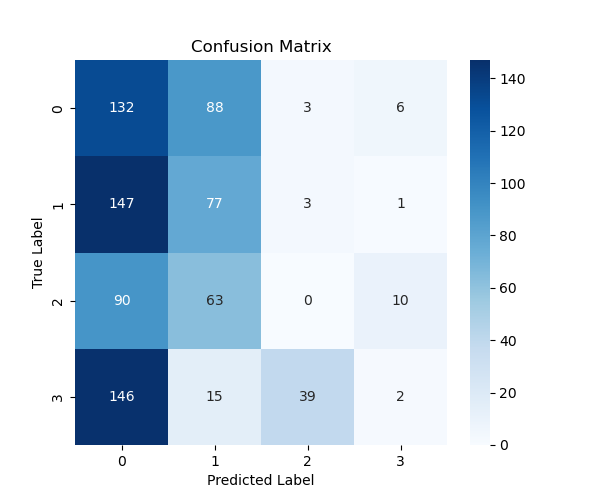 Confusion Matrix
True Label
0 132 88 3 6
1 147 77 3 1
2 90 63 0 10
3 146 15 39 2
0 1 2 3
Predicted Label
140
120
100
80
60
40
20
0